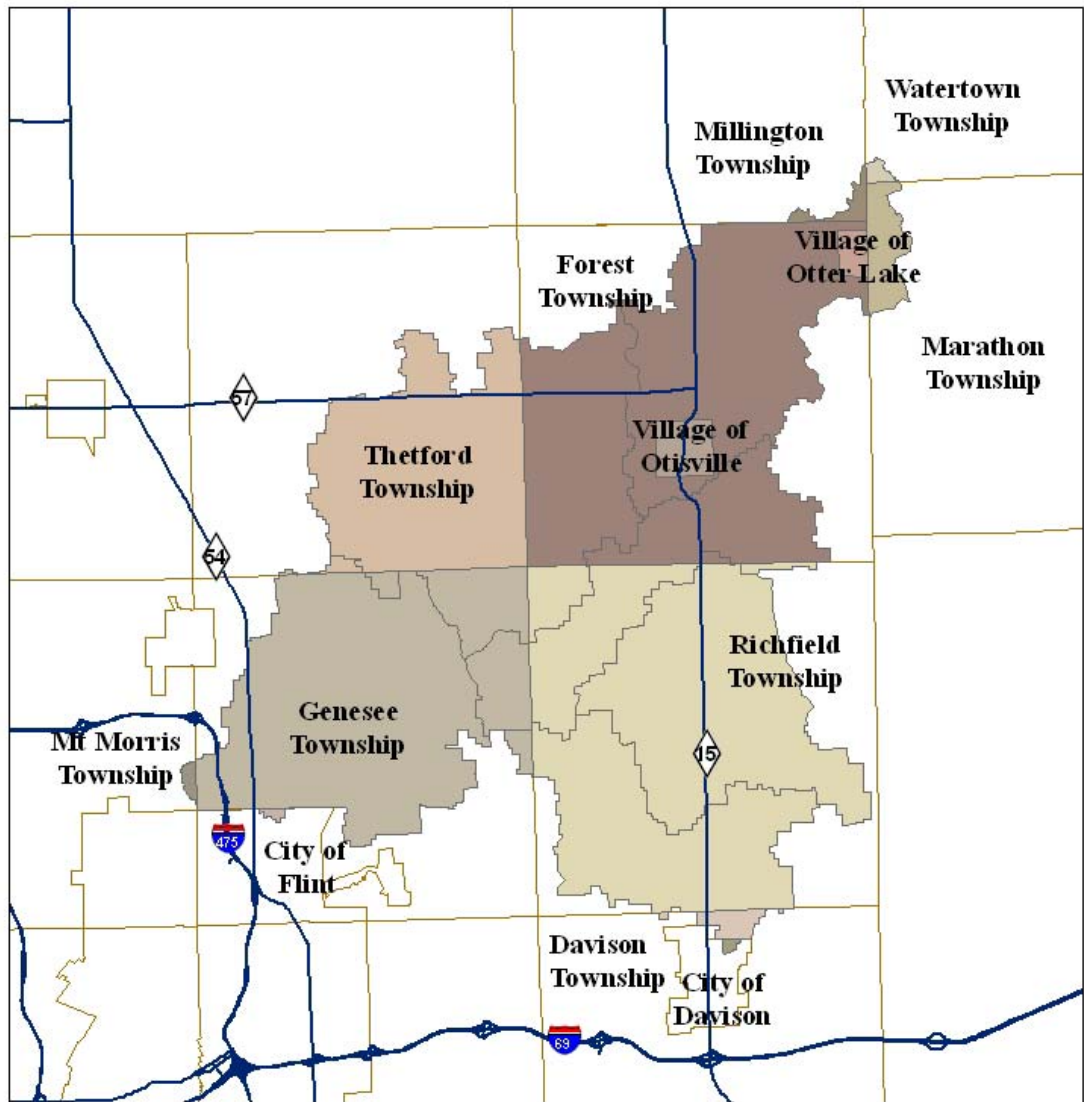 Watertown
Township
Millington
Township
Village of
Otter Lake
Forest
Township
Marathon
Township
57
Village of
Otisville
Thetford
Township
54
Richfield
Township
Genesee
Township
15
Mt Morris
Township
475
City of
Flint
Davison
Township
City of
Davison
69